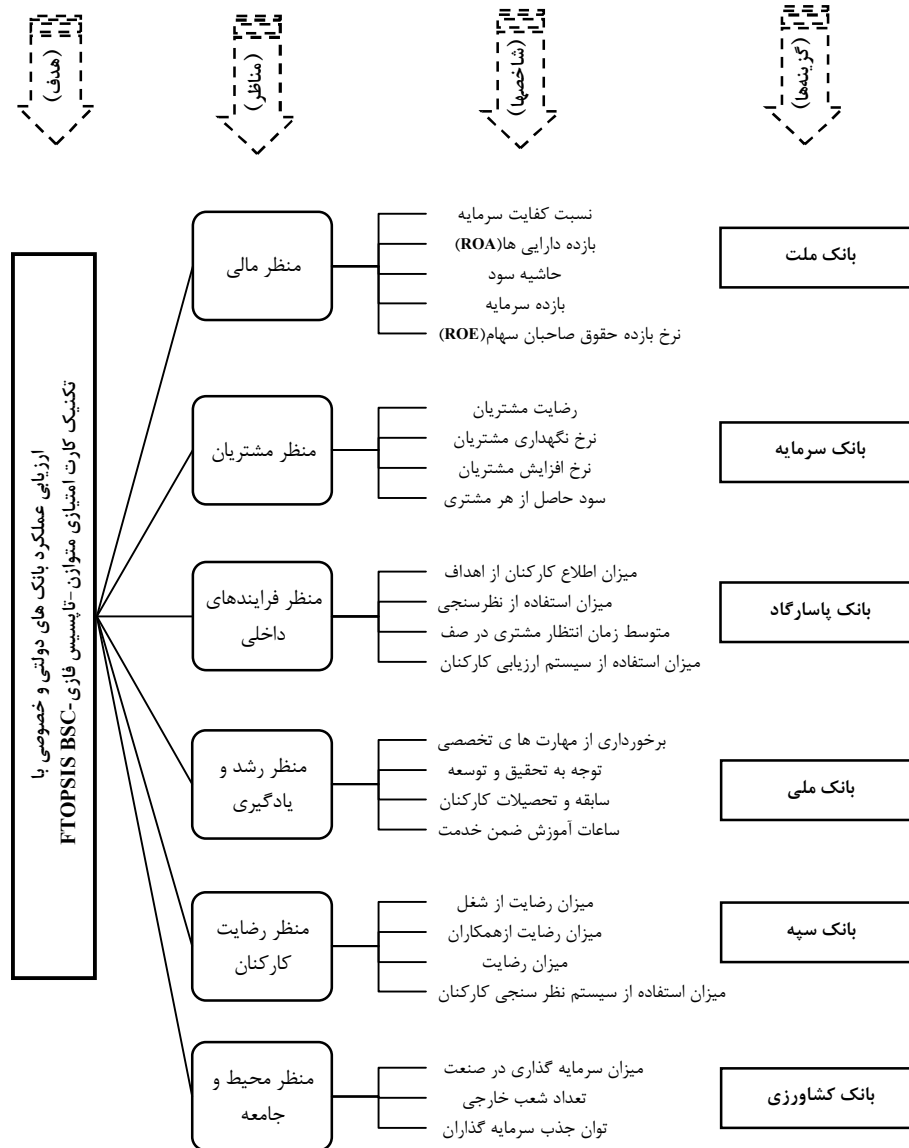 (هدف)
(مناظر)
(شاخصها)
(گزینه‌ها)
ارزیابی عملکرد بانک های دولتی و خصوصی با
تکنیک کارت امتیازی متوازن-تاپسیس فازی-FTOPSIS BSC
منظر مالی
نسبت کفایت سرمایه
بازده دارایی ها(ROA)
حاشیه سود
بازده سرمایه
نرخ بازده حقوق صاحبان سهام(ROE)
منظر مشتریان
رضایت مشتریان
نرخ نگهداری مشتریان
نرخ افزایش مشتریان
سود حاصل از هر مشتری
منظر فرایندهای
داخلی
میزان اطلاع کارکنان از اهداف
میزان استفاده از نظرسنجی
متوسط زمان انتظار مشتری در صف
میزان استفاده از سیستم ارزیابی کارکنان
منظر رشد و
یادگیری
برخورداری از مهارت ها ی تخصصی
توجه به تحقیق و توسعه
سابقه و تحصیلات کارکنان
ساعات آموزش ضمن خدمت
منظر رضایت
کارکنان
میزان رضایت از شغل
میزان رضایت ازهمکاران
میزان رضایت
میزان استفاده از سیستم نظر سنجی کارکنان
منظر محیط و
جامعه
میزان سرمایه گذاری در صنعت
تعداد شعب خارجی
توان جذب سرمایه گذاران
بانک ملت
بانک سرمایه
بانک پاسارگاد
بانک ملی
بانک سپه
بانک کشاورزی